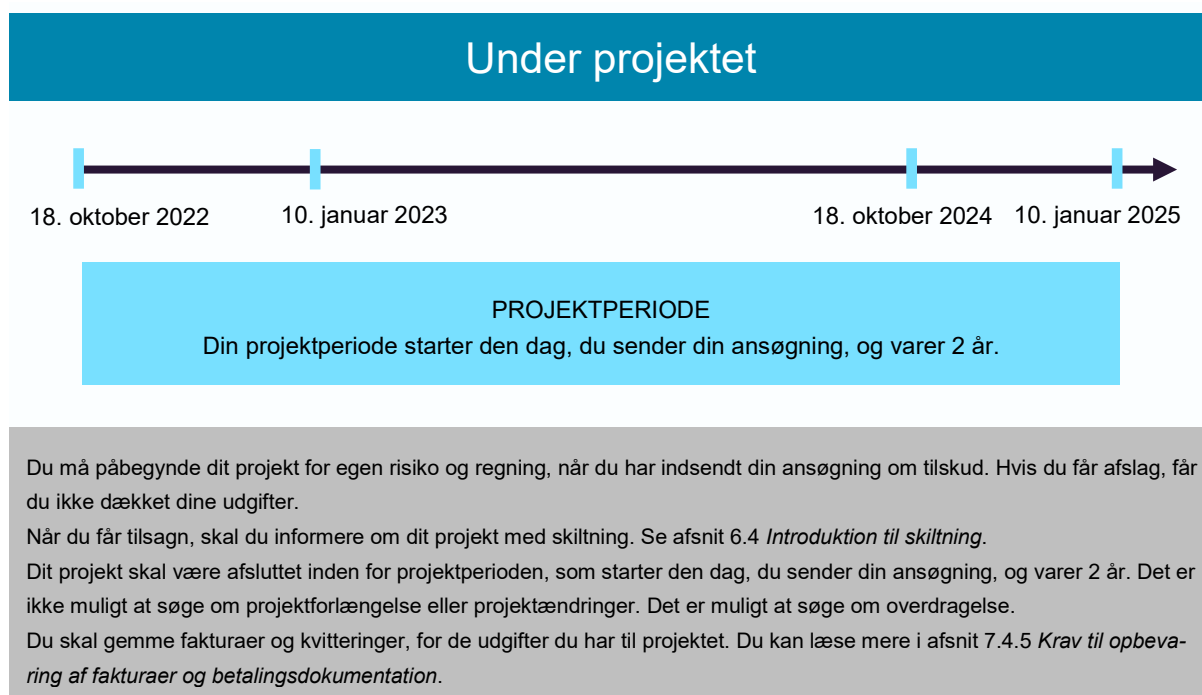 Under projektet
18. oktober 2022 10. januar 2023 18. oktober 2024 10. januar 2025
PROJEKTPERIODE
Din projektperiode starter den dag, du sender din ansøgning, og varer 2 år.
Du må påbegynde dit projekt for egen risiko og regning, når du har indsendt din ansøgning om tilskud. Hvis du får afslag, får
du ikke dækket dine udgifter.
Når du får tilsagn, skal du informere om dit projekt med skiltning. Se afsnit 6.4 Introduktion til skiltning.
Dit projekt skal være afsluttet inden for projektperioden, som starter den dag, du sender din ansøgning, og varer 2 år. Det er
ikke muligt at søge om projektforlængelse eller projektændringer. Det er muligt at søge om overdragelse.
Du skal gemme fakturaer og kvitteringer, for de udgifter du har til projektet. Du kan læse mere i afsnit 7.4.5 Krav til opbeva-
ring af fakturaer og betalingsdokumentation.